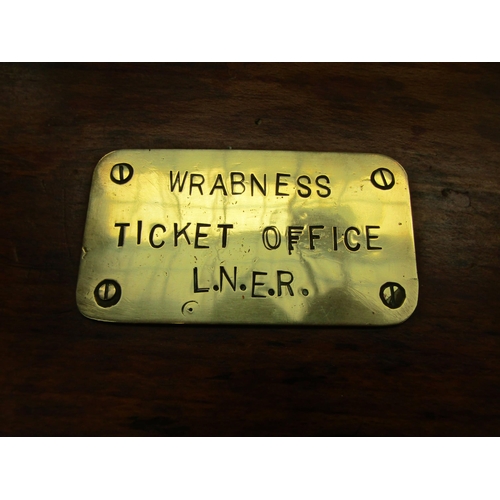 WRABNESS
TICKET OFFICE
L.N.E.R.